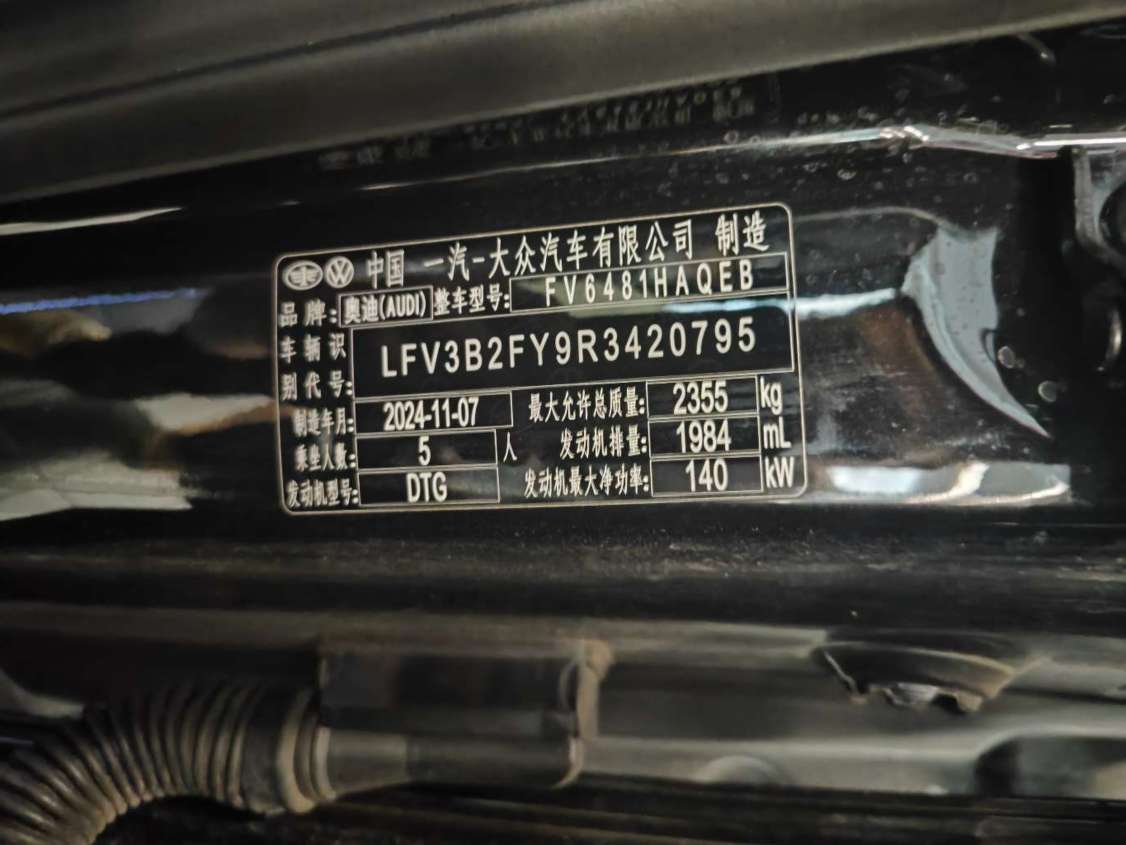 中国 一汽-大众汽车有限公司 制造
品牌: 奥迪(AUDI) 整车型号: FV6481HAQEB
车辆识别代号: LFV3B2FY9R3420795
制造年月: 2024-11-07 最大允许总质量: 2355 kg
乘坐人数: 5 人 发动机排量: 1984 mL
发动机型号: DTG 发动机最大净功率: 140 kW